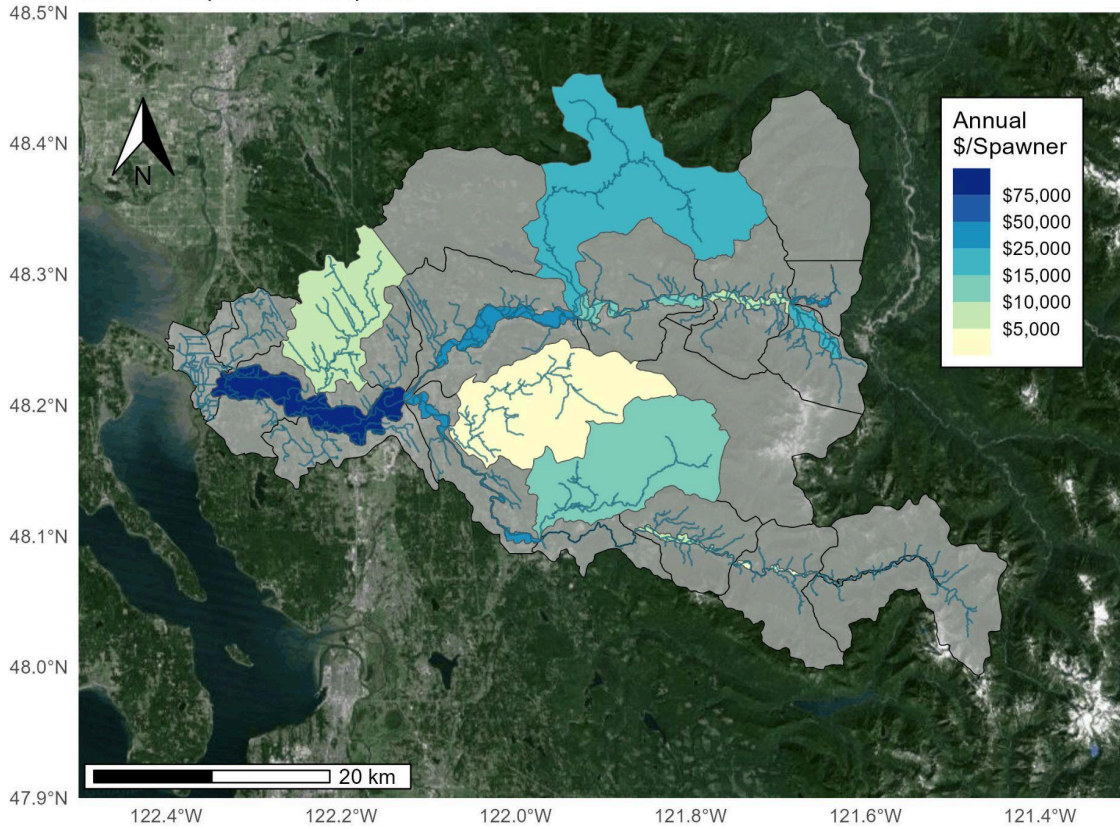 48.5°N
48.4°N
48.3°N
48.2°N
48.1°N
48.0°N
47.9°N
N
Annual
$/Spawner
$75,000
$50,000
$25,000
$15,000
$10,000
$5,000
20 km
122.4°W 122.2°W 122.0°W 121.8°W 121.6°W 121.4°W